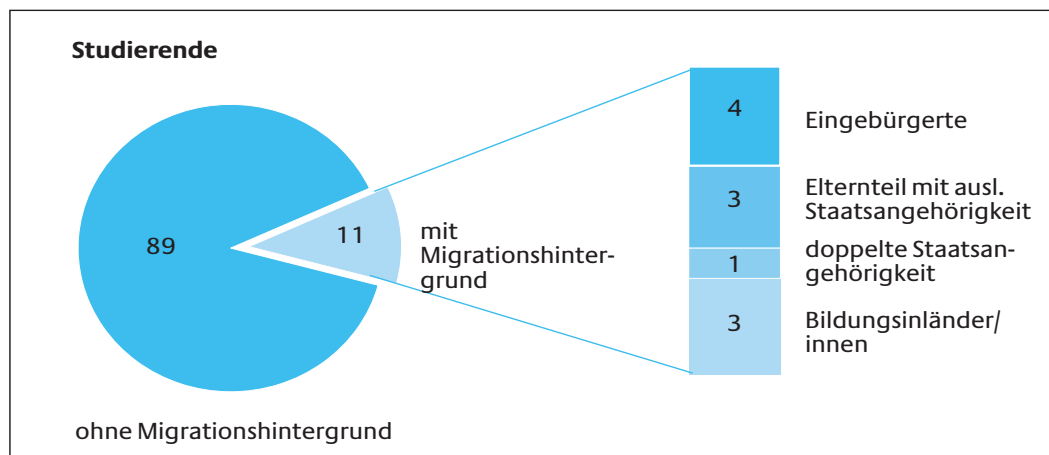 Studierende
89
11
mit
Migrationshinter-
grund
ohne Migrationshintergrund
4
Eingebürgerte
3
Elternteil mit ausl.
Staatsangehörigkeit
1
doppelte Staatsan-
gehörigkeit
3
Bildungsinländer/
innen